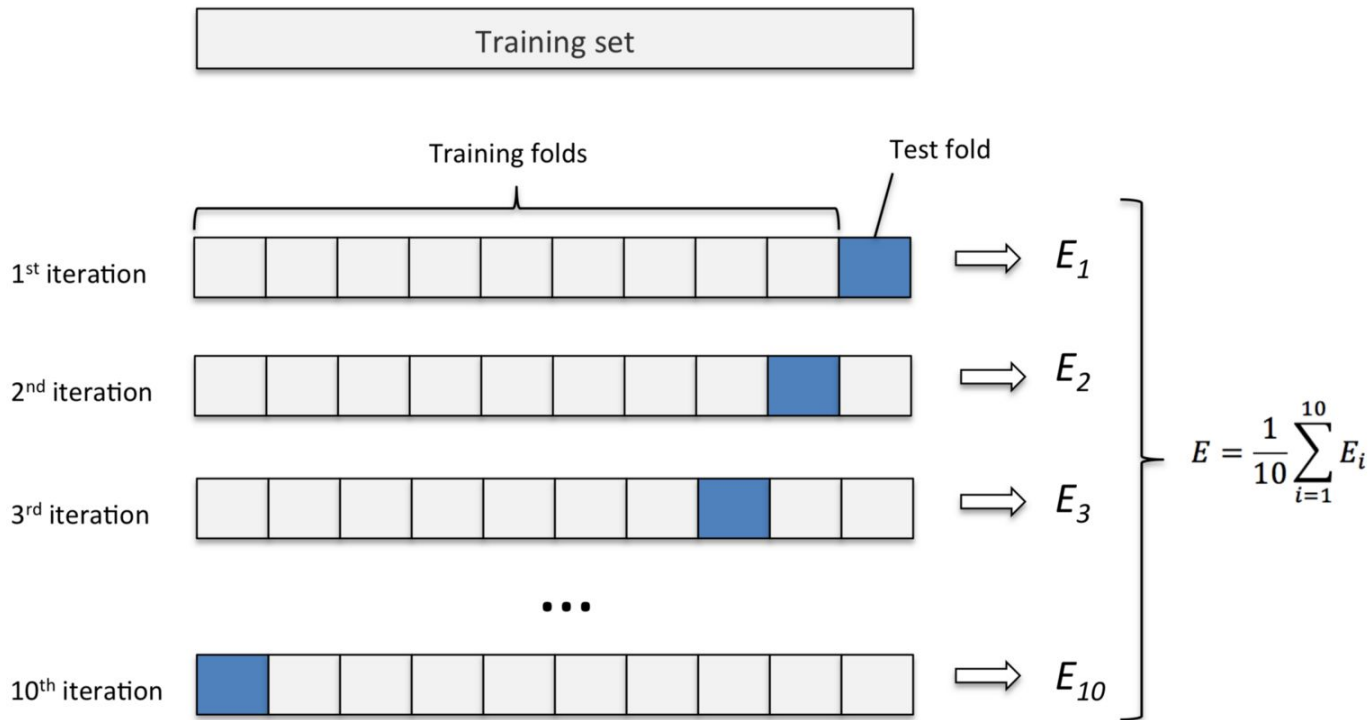 Training set
Training folds
Test fold
1st iteration
E1
2nd iteration
E2
E = 1/10 ∑ i=1 10 Ei
3rd iteration
E3
...
10th iteration
E10